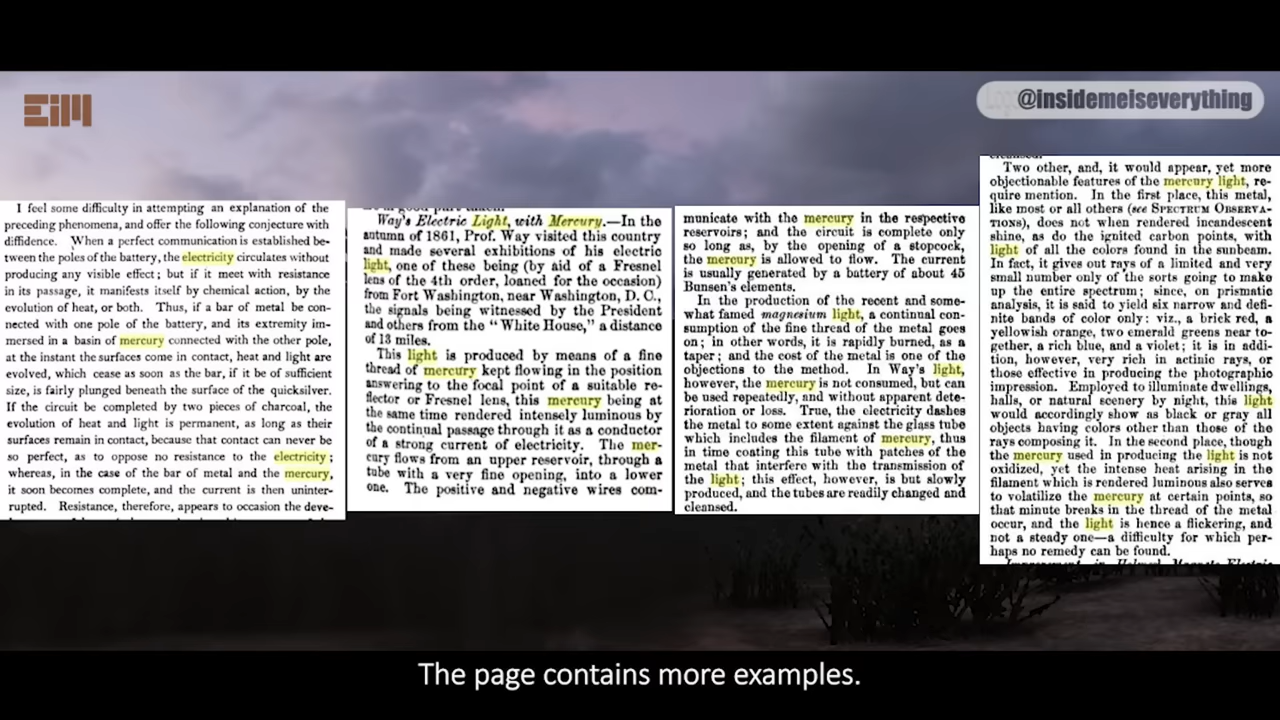 EiM
@insidemeiseverything
I feel some difficulty in attempting an explanation of the
preceding phenomena, and offer the following conjecture with
diffidence. When a perfect communication is established be-
tween the poles of the battery, the electricity circulates without
producing any visible effect; but if it meet with resistance
in its passage, it manifests itself by chemical action, by the
evolution of heat, or both. Thus, if a bar of metal be con-
nected with one pole of the battery, and its extremity im-
mersed in a basin of mercury connected with the other pole,
at the instant the surfaces come in contact, heat and light are
evolved, which cease as soon as the bar, if it be of sufficient
size, is fairly plunged beneath the surface of the quicksilver.
If the circuit be completed by two pieces of charcoal, the
evolution of heat and light is permanent, as long as their
surfaces remain in contact, because that contact can never be
so perfect, as to oppose no resistance to the electricity;
whereas, in the case of the bar of metal and the mercury,
it soon becomes complete, and the current is then uninter-
rupted. Resistance, therefore, appears to occasion the deve-
Way's Electric Light, with Mercury.—In the
autumn of 1861, Prof. Way visited this country
and made several exhibitions of his electric
light, one of these being (by aid of a Fresnel
lens of the 4th order, loaned for the occasion)
from Fort Washington, near Washington, D. C.,
the signals being witnessed by the President
and others from the "White House," a distance
of 13 miles.
This light is produced by means of a fine
thread of mercury kept flowing in the position
answering to the focal point of a suitable re-
flector or Fresnel lens, this mercury being at
the same time rendered intensely luminous by
the continual passage through it as a conductor
of a strong current of electricity. The mer-
cury flows from an upper reservoir, through a
tube with a very fine opening, into a lower
one. The positive and negative wires com-
municate with the mercury in the respective
reservoirs; and the circuit is complete only
so long as, by the opening of a stopcock,
the mercury is allowed to flow. The current
is usually generated by a battery of about 45
Bunsen's elements.
In the production of the recent and some-
what famed magnesium light, a continual con-
sumption of the fine thread of the metal goes
on; in other words, it is rapidly burned, as a
taper; and the cost of the metal is one of the
objections to the method. In Way's light,
however, the mercury is not consumed, but can
be used repeatedly, and without apparent dete-
rioration or loss. True, the electricity dashes
the metal to some extent against the glass tube
which includes the filament of mercury, thus
in time coating this tube with patches of the
metal that interfere with the transmission of
the light; this effect, however, is but slowly
produced, and the tubes are readily changed and
cleansed.
cleansed.
Two other, and, it would appear, yet more
objectionable features of the mercury light, re-
quire mention. In the first place, this metal,
like most or all others (see SPECTRUM OBSERVA-
TIONS), does not when rendered incandescent
shine, as do the ignited carbon points, with
light of all the colors found in the sunbeam.
In fact, it gives out rays of a limited and very
small number only of the sorts going to make
up the entire spectrum; since, on prismatic
analysis, it is said to yield six narrow and defi-
nite bands of color only: viz., a brick red, a
yellowish orange, two emerald greens near to-
gether, a rich blue, and a violet; it is in addi-
tion, however, very rich in actinic rays, or
those effective in producing the photographic
impression. Employed to illuminate dwellings,
halls, or natural scenery by night, this light
would accordingly show as black or gray all
objects having colors other than those of the
rays composing it. In the second place, though
the mercury used in producing the light is not
oxidized, yet the intense heat arising in the
filament which is rendered luminous also serves
to volatilize the mercury at certain points, so
that minute breaks in the thread of the metal
occur, and the light is hence a flickering, and
not a steady one—a difficulty for which per-
haps no remedy can be found.
The page contains more examples.